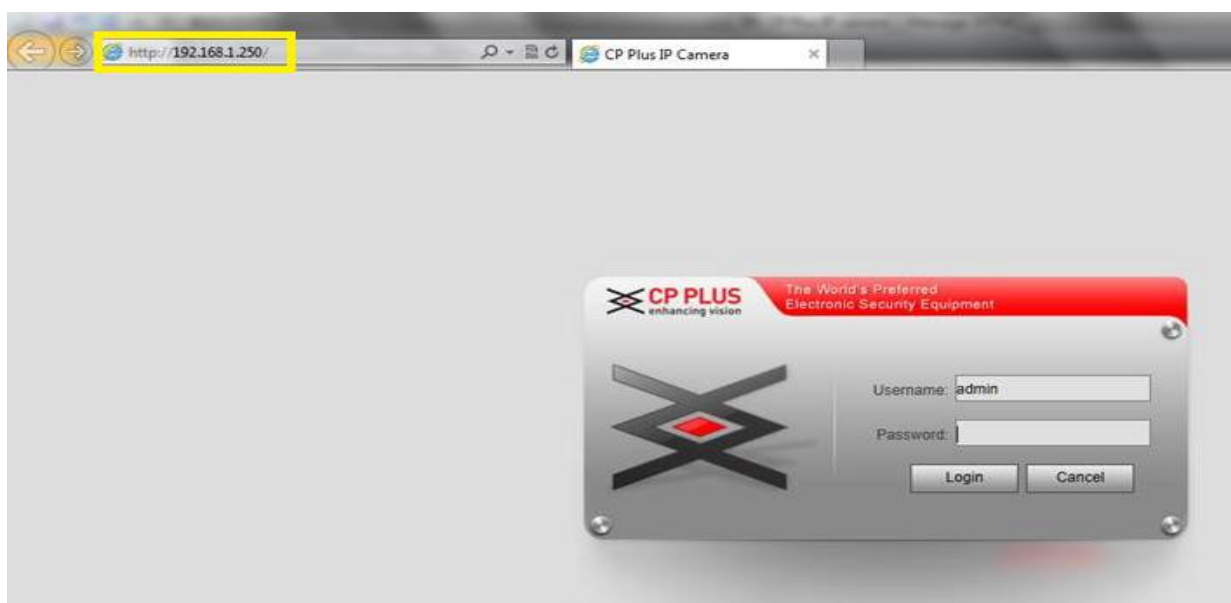 http://192.168.1.250/
CP Plus IP Camera
CP PLUS
enhancing vision
The World's Preferred
Electronic Security Equipment
Username: admin
Password:
Login Cancel